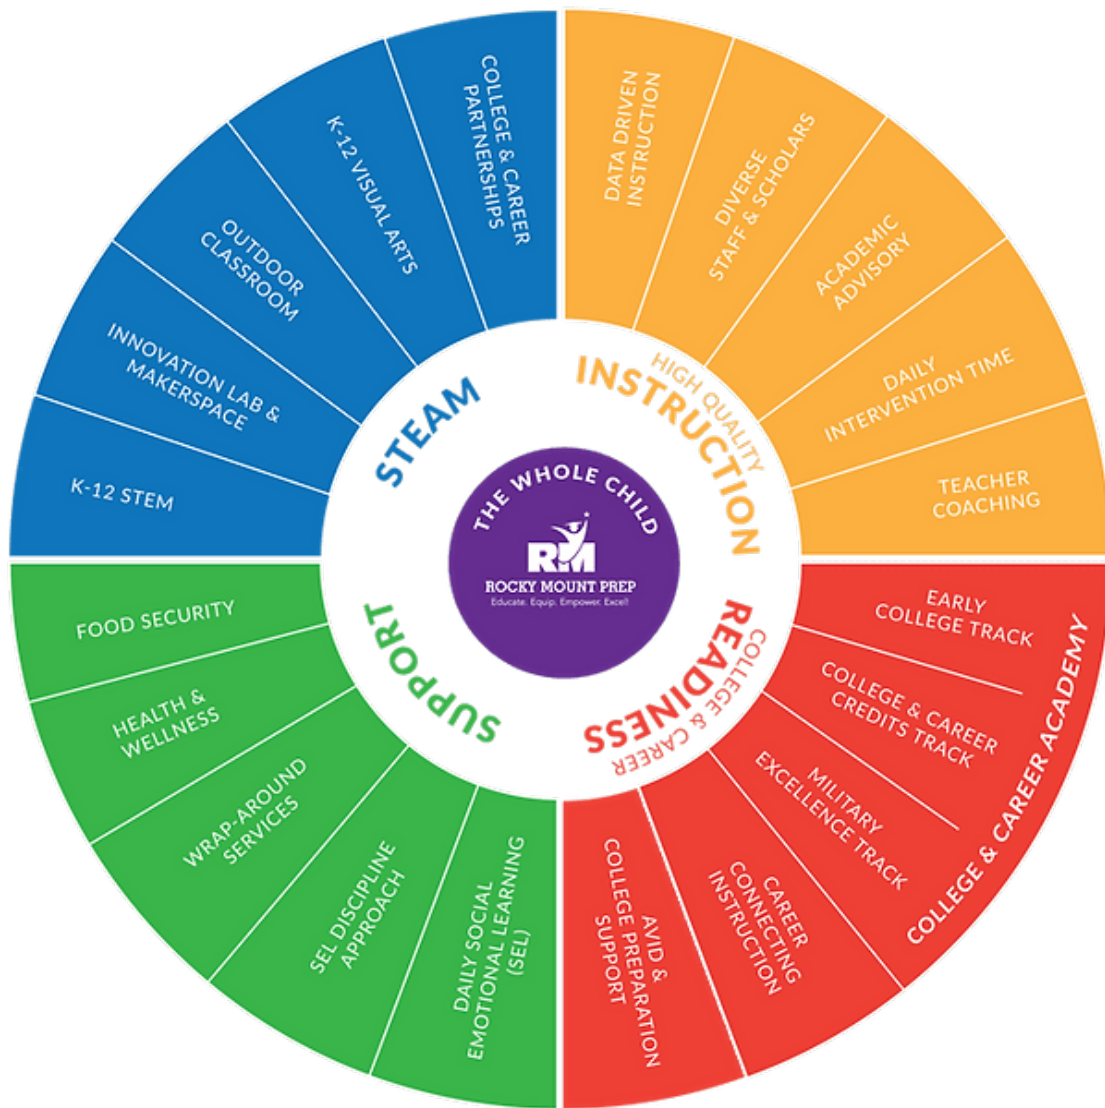 COLLEGE & CAREER
PARTNERSHIPS
K-12 VISUAL ARTS
OUTDOOR
CLASSROOM
INNOVATION LAB &
MAKERSPACE
K-12 STEM
STEAM
DATA DRIVEN
INSTRUCTION
DIVERSE
STAFF & SCHOLARS
ACADEMIC
ADVISORY
DAILY
INTERVENTION TIME
TEACHER
COACHING
HIGH QUALITY
INSTRUCTION
THE WHOLE CHILD
RM
ROCKY MOUNT PREP
Educate. Equip. Empower. Excel!
EARLY
COLLEGE TRACK
COLLEGE & CAREER
CREDITS TRACK
MILITARY
EXCELLENCE TRACK
COLLEGE & CAREER ACADEMY
CAREER
CONNECTING
INSTRUCTION
AVID &
COLLEGE PREPARATION
SUPPORT
COLLEGE & CAREER
READINESS
SUPPORT
FOOD SECURITY
HEALTH &
WELLNESS
WRAP-AROUND
SERVICES
SEL DISCIPLINE
APPROACH
DAILY SOCIAL
EMOTIONAL LEARNING
(SEL)